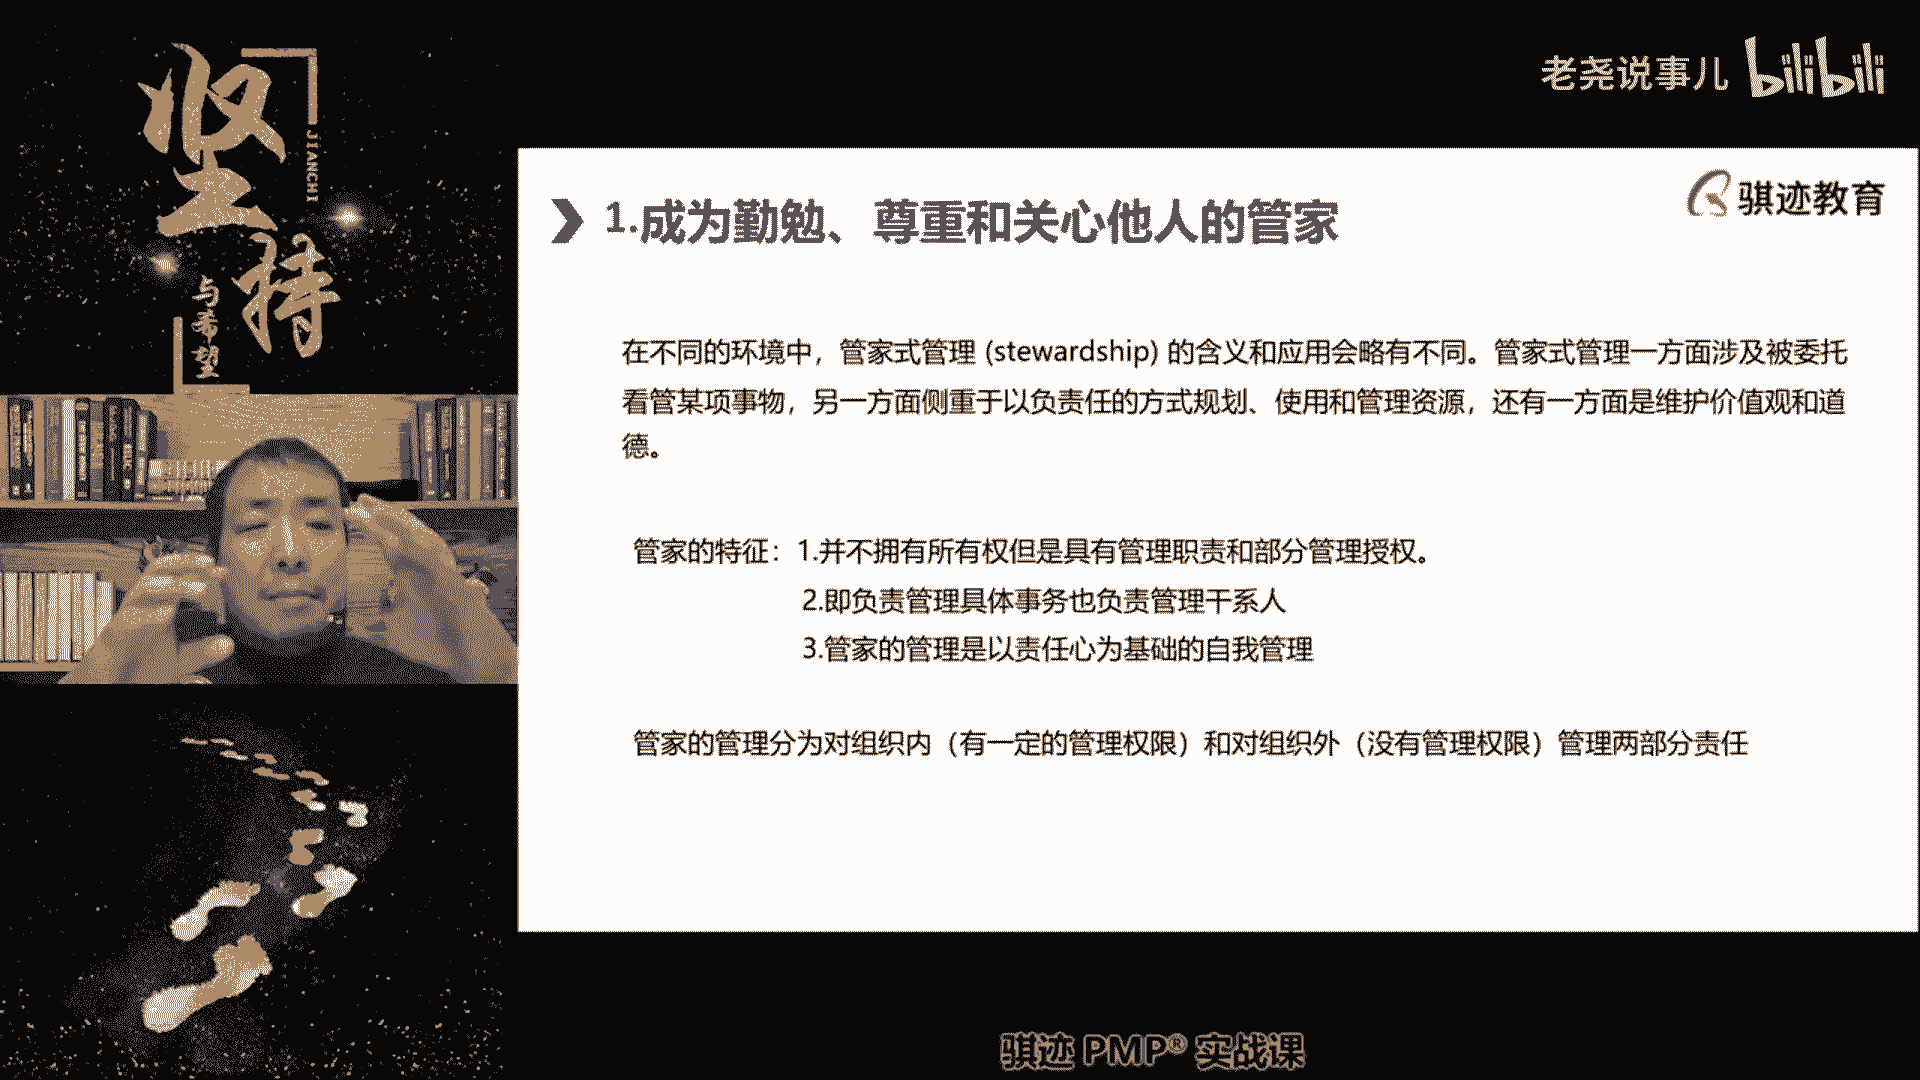 坚持
JIANCHI
与希望
老尧说事儿 bilibili
骐迹教育
1.成为勤勉、尊重和关心他人的管家
在不同的环境中，管家式管理 (stewardship) 的含义和应用会略有不同。管家式管理一方面涉及被委托
看管某项事物，另一方面侧重于以负责任的方式规划、使用和管理资源，还有一方面是维护价值观和道
德。
管家的特征：1.并不拥有所有权但是具有管理职责和部分管理授权。
2.即负责管理具体事务也负责管理干系人
3.管家的管理是以责任心为基础的自我管理
管家的管理分为对组织内（有一定的管理权限）和对组织外（没有管理权限）管理两部分责任
骐迹 PMP® 实战课